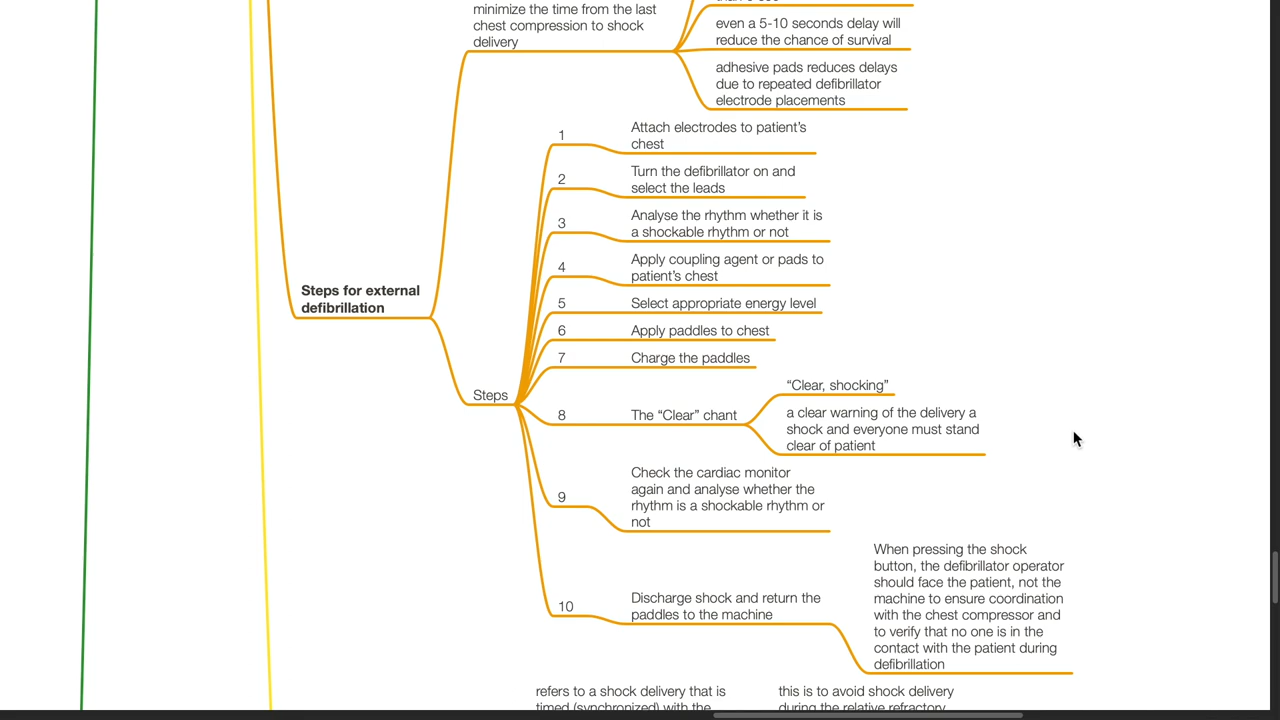 minimize the time from the last
chest compression to shock
delivery
even a 5-10 seconds delay will
reduce the chance of survival
adhesive pads reduces delays
due to repeated defibrillator
electrode placements
Steps for external
defibrillation
Steps
1
Attach electrodes to patient's
chest
2
Turn the defibrillator on and
select the leads
3
Analyse the rhythm whether it is
a shockable rhythm or not
4
Apply coupling agent or pads to
patient's chest
5
Select appropriate energy level
6
Apply paddles to chest
7
Charge the paddles
8
The “Clear” chant
“Clear, shocking”
a clear warning of the delivery a
shock and everyone must stand
clear of patient
9
Check the cardiac monitor
again and analyse whether the
rhythm is a shockable rhythm or
not
10
Discharge shock and return the
paddles to the machine
When pressing the shock
button, the defibrillator operator
should face the patient, not the
machine to ensure coordination
with the chest compressor and
to verify that no one is in the
contact with the patient during
defibrillation
refers to a shock delivery that is
timed (synchronized) with the
this is to avoid shock delivery
during the relative refractory